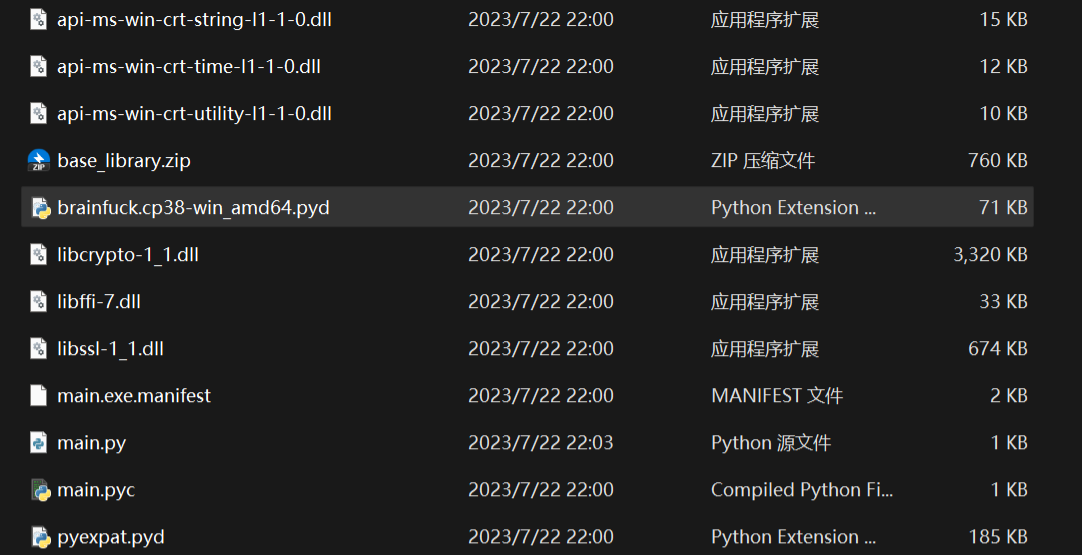 api-ms-win-crt-string-l1-1-0.dll 2023/7/22 22:00 应用程序扩展 15 KB
api-ms-win-crt-time-l1-1-0.dll 2023/7/22 22:00 应用程序扩展 12 KB
api-ms-win-crt-utility-l1-1-0.dll 2023/7/22 22:00 应用程序扩展 10 KB
ZIP base_library.zip 2023/7/22 22:00 ZIP 压缩文件 760 KB
brainfuck.cp38-win_amd64.pyd 2023/7/22 22:00 Python Extension ... 71 KB
libcrypto-1_1.dll 2023/7/22 22:00 应用程序扩展 3,320 KB
libffi-7.dll 2023/7/22 22:00 应用程序扩展 33 KB
libssl-1_1.dll 2023/7/22 22:00 应用程序扩展 674 KB
main.exe.manifest 2023/7/22 22:00 MANIFEST 文件 2 KB
main.py 2023/7/22 22:03 Python 源文件 1 KB
main.pyc 2023/7/22 22:00 Compiled Python Fi... 1 KB
pyexpat.pyd 2023/7/22 22:00 Python Extension ... 185 KB